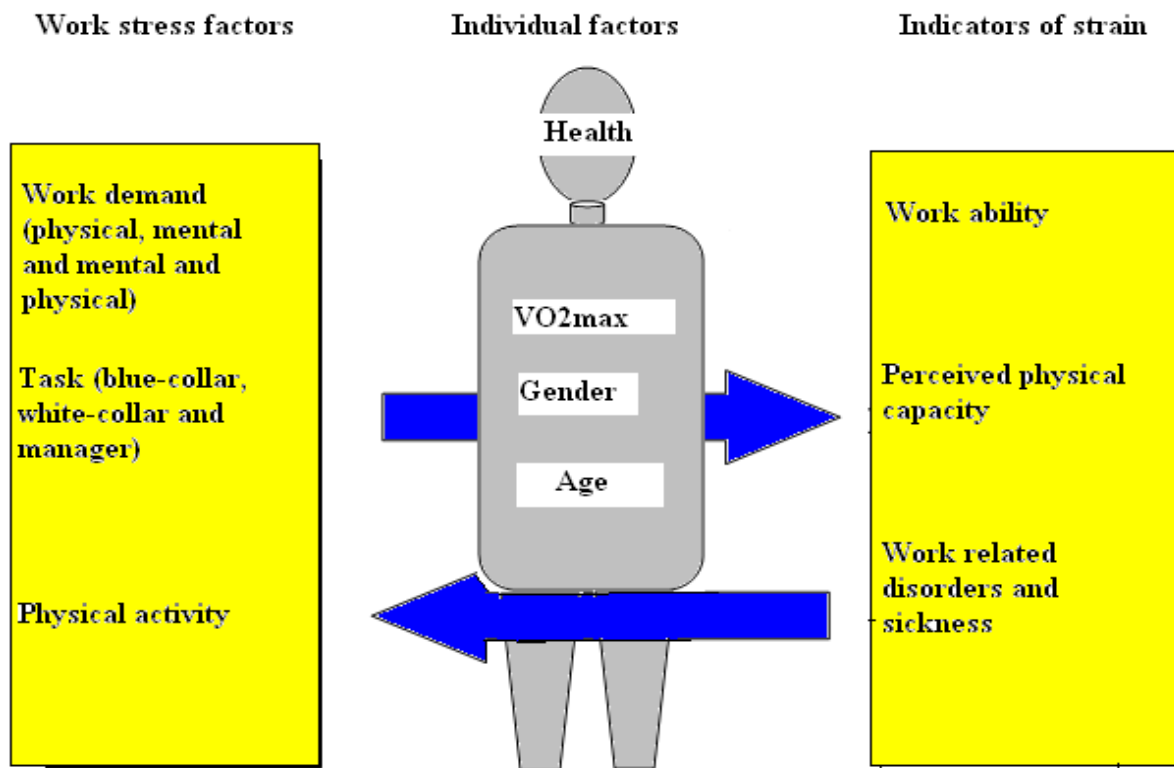 Work stress factors
Individual factors
Indicators of strain
Work demand
(physical, mental
and mental and
physical)
Task (blue-collar,
white-collar and
manager)
Physical activity
Health
VO2max
Gender
Age
Work ability
Perceived physical
capacity
Work related
disorders and
sickness